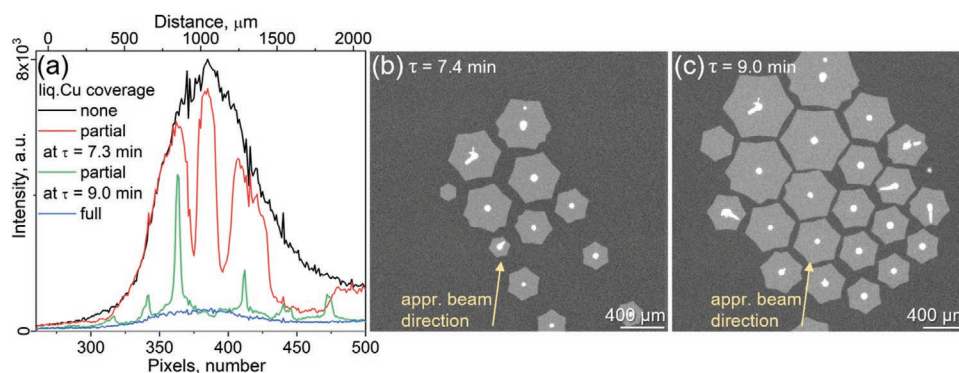 Distance, μm
0 500 1000 1500 2000
8x10³
(a)
liq.Cu coverage
none
partial
at τ = 7.3 min
partial
at τ = 9.0 min
full
Intensity, a.u.
0
300 350 400 450 500
Pixels, number
(b) τ = 7.4 min
appr. beam
direction
400 μm
(c) τ = 9.0 min
appr. beam
direction
400 μm